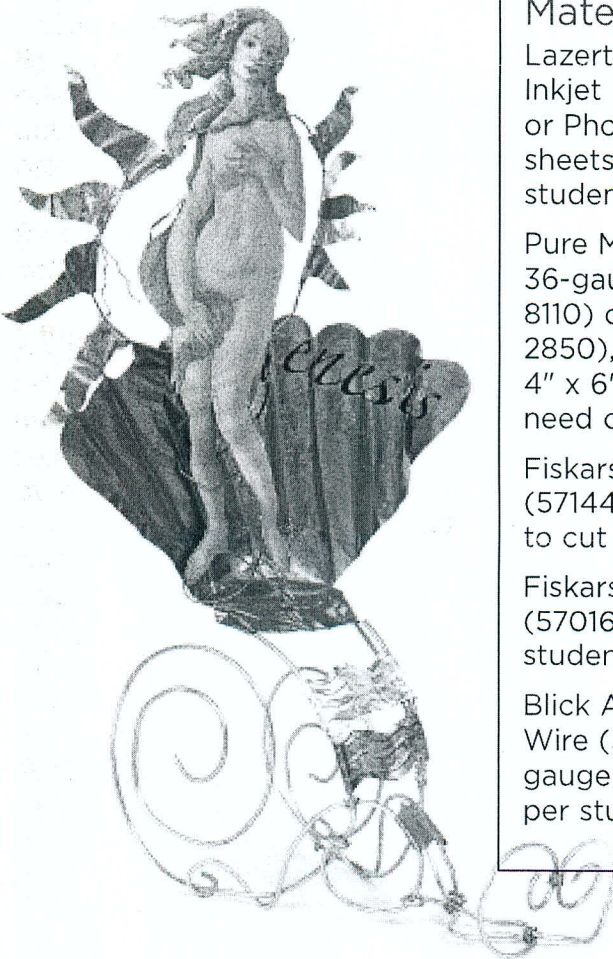 Genesis
Mate
Lazert
Inkjet
or Pho
sheets
studen
Pure M
36-gau
8110) o
2850),
4" x 6"
need o
Fiskars
(57144
to cut
Fiskars
(57016
studen
Blick A
Wire (
gauge
per stu